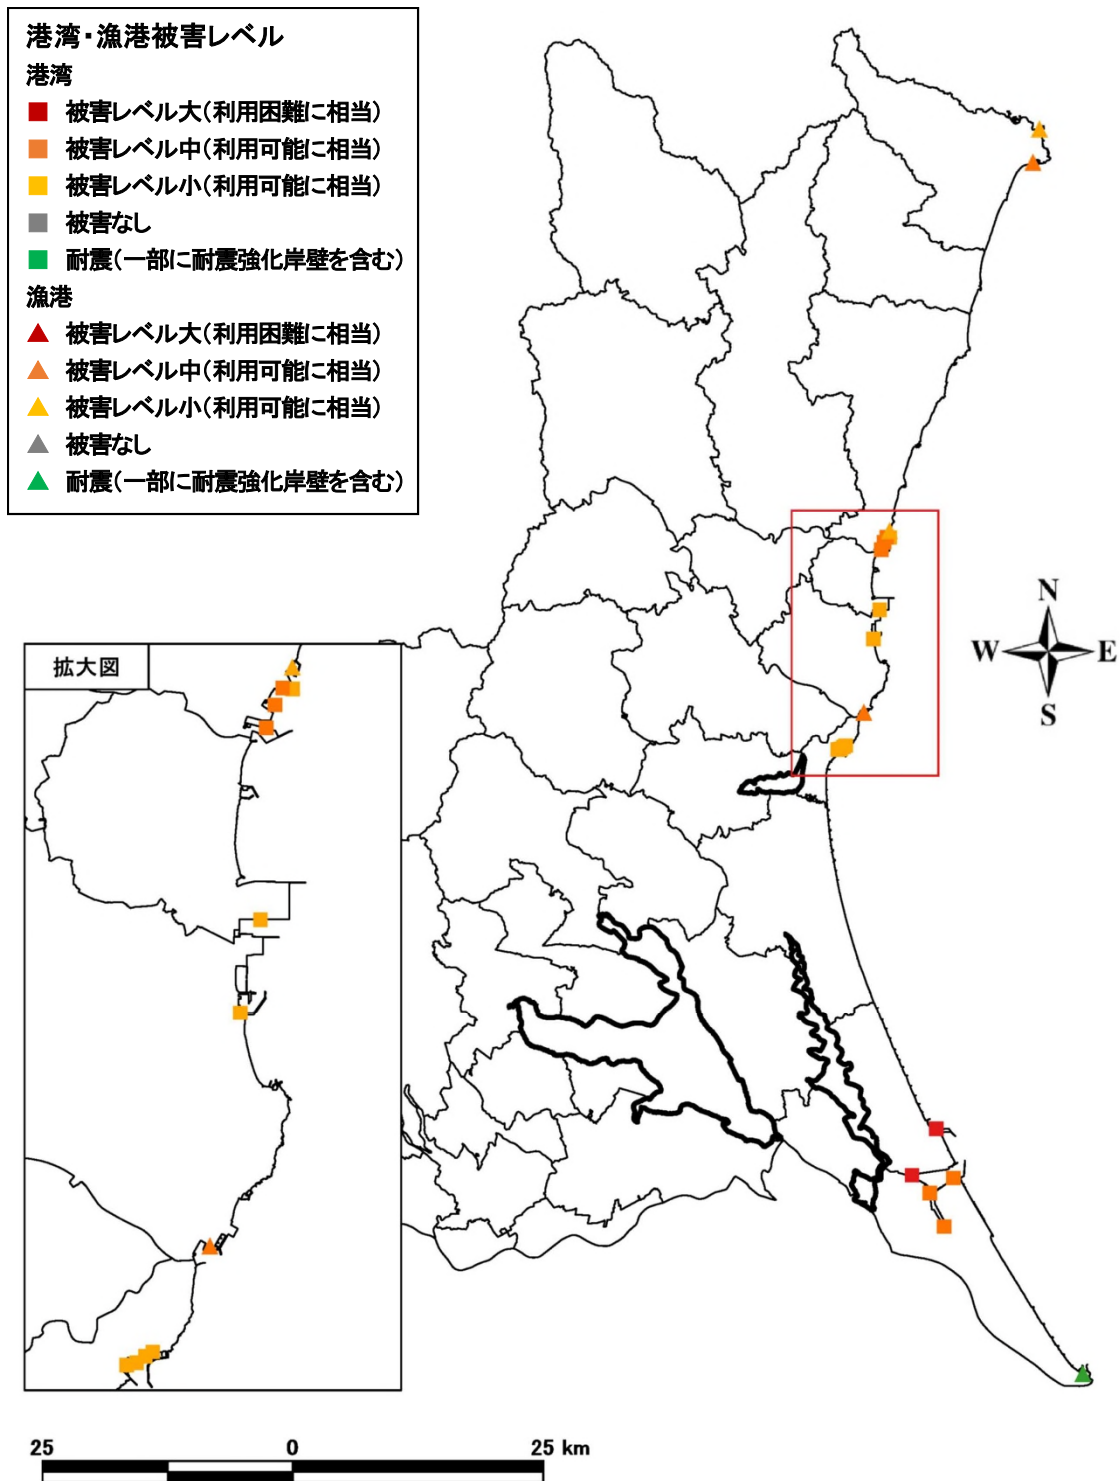 港湾・漁港被害レベル
港湾
被害レベル大(利用困難に相当)
被害レベル中(利用可能に相当)
被害レベル小(利用可能に相当)
被害なし
耐震(一部に耐震強化岸壁を含む)
漁港
被害レベル大(利用困難に相当)
被害レベル中(利用可能に相当)
被害レベル小(利用可能に相当)
被害なし
耐震(一部に耐震強化岸壁を含む)
N
W
E
S
拡大図
25 0 25 km